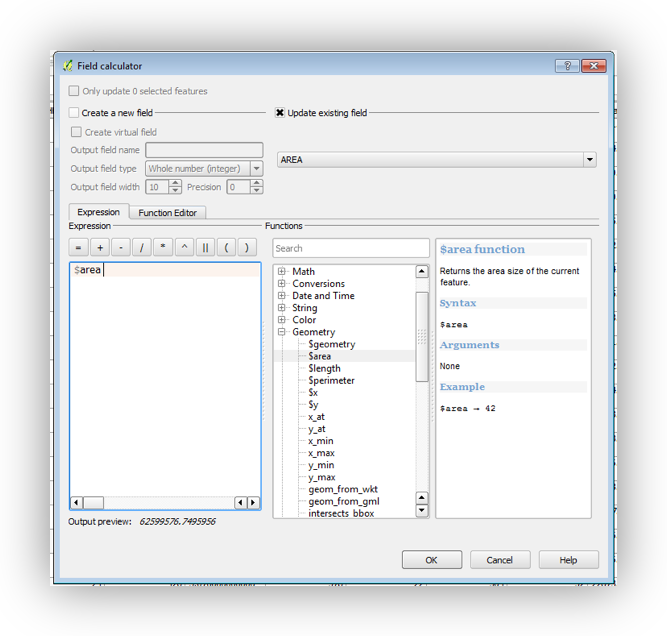 Field calculator
Only update 0 selected features
Create a new field
Update existing field
Create virtual field
Output field name
AREA
Output field type Whole number (integer)
Output field width 10 Precision 0
Expression Function Editor
Expression
Functions
= + - / * ^ || ( )
Search
$area
Math
Conversions
Date and Time
String
Color
Geometry
$geometry
$area
$length
$perimeter
$x
$y
x_at
y_at
x_min
x_max
y_min
y_max
geom_from_wkt
geom_from_gml
intersects_bbox
$area function
Returns the area size of the current
feature.
Syntax
$area
Arguments
None
Example
$area → 42
Output preview: 62599576.7495956
OK Cancel Help